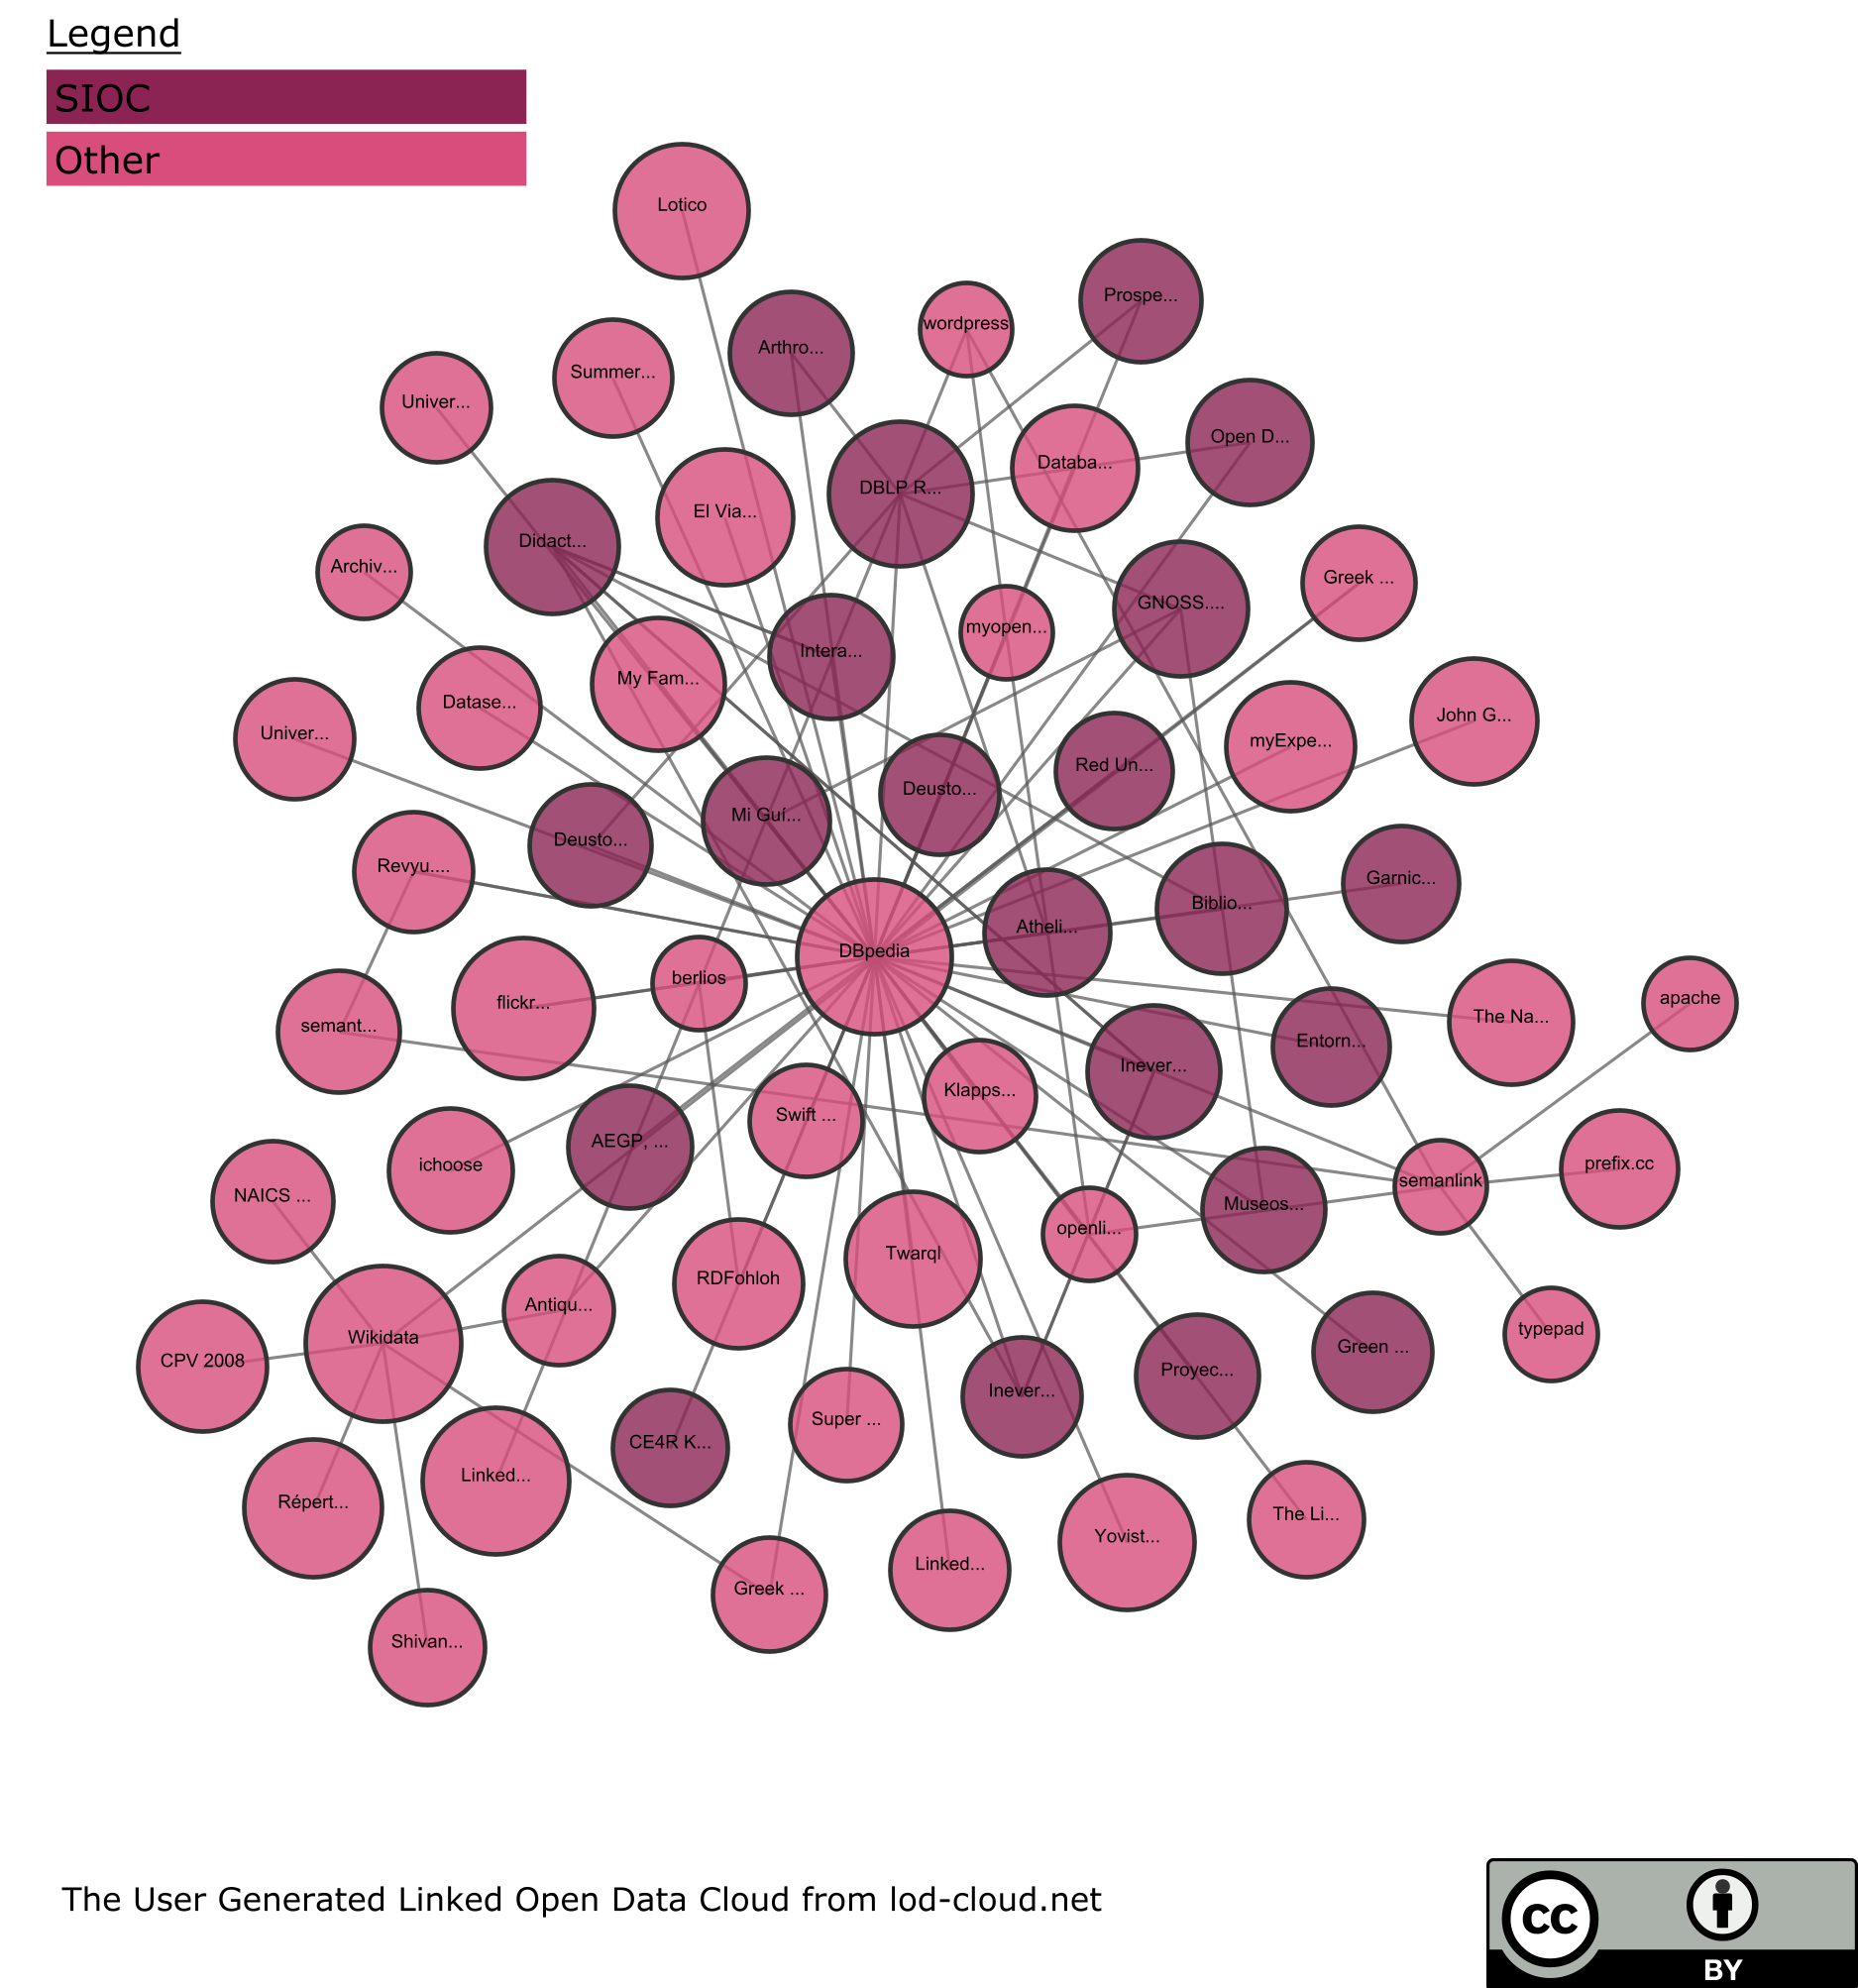 Legend
SIOC
Other
Lotico
Prospe...
wordpress
Arthro...
Summer...
Univer...
Open D...
Databa...
DBLP R...
El Via...
Didact...
Archiv...
Greek ...
GNOSS....
myopen...
Intera...
My Fam...
Datase...
John G...
Univer...
myExpe...
Red Un...
Deusto...
Mi Guí...
Deusto...
Revyu....
Garnic...
Biblio...
Atheli...
DBpedia
berlios
flickr...
apache
The Na...
semant...
Entorn...
Inever...
Klapps...
Swift ...
AEGP, ...
ichoose
prefix.cc
semanlink
NAICS ...
Museos...
openli...
Twarql
RDFohloh
Antiqu...
typepad
Wikidata
Green ...
CPV 2008
Proyec...
Inever...
Super ...
CE4R K...
Linked...
Répert...
The Li...
Yovist...
Linked...
Greek ...
Shivan...
The User Generated Linked Open Data Cloud from lod-cloud.net
cc
BY